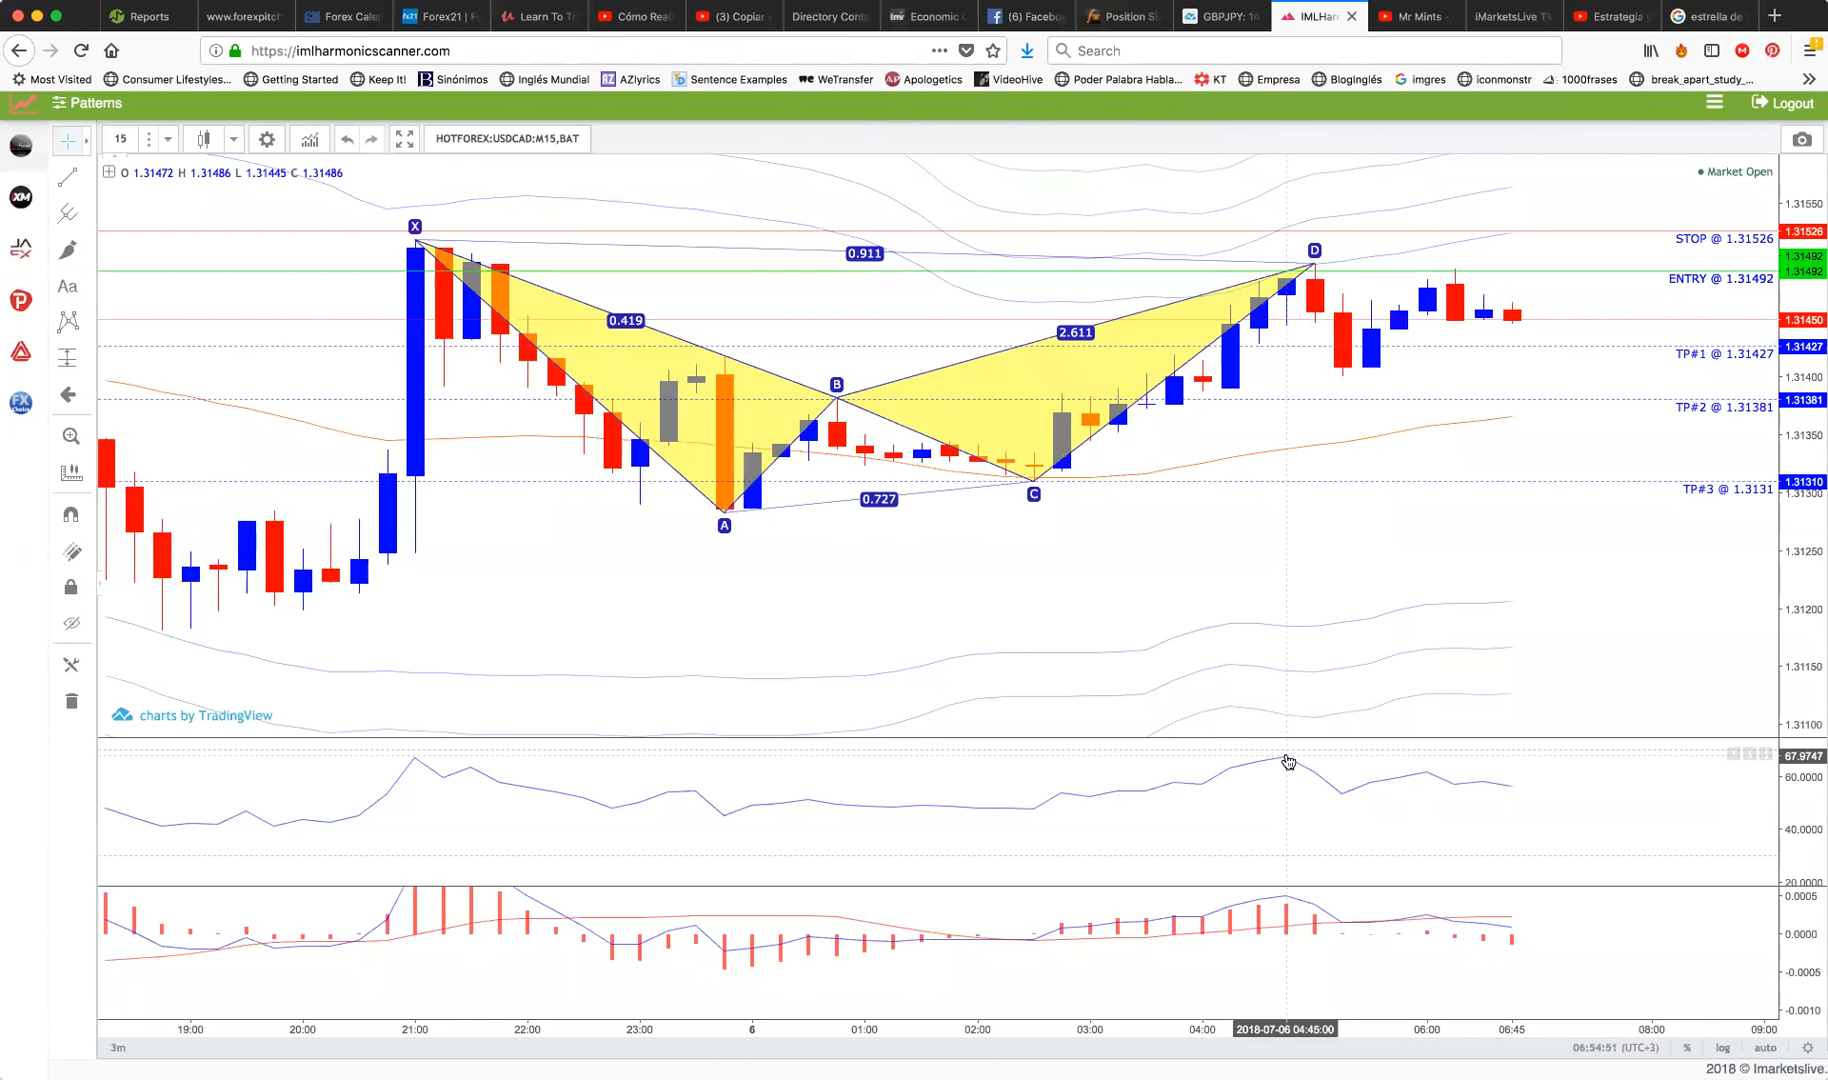 Reports www.forexpitch Forex Cale Forex21 | F Learn To Tr Cómo Reali (3) Copiar Directory Conte Economic (6) Facebo Position Si GBPJPY: 14 IMLHar Mr Mints - iMarketsLive T Estrategia estrella de
https://imlharmonicscanner.com Search
Most Visited Consumer Lifestyles... Getting Started Keep It! Sinónimos Inglés Mundial AZlyrics Sentence Examples WeTransfer Apologetics VideoHive Poder Palabra Habla... KT Empresa BlogInglés imgres iconmonstr 1000frases break_apart_study_...
Patterns Logout
15 HOTFOREX:USDCAD:M15,BAT
O 1.31472 H 1.31486 L 1.31445 C 1.31486 Market Open
1.31550
X
1.31526
STOP @ 1.31526
D
0.911
1.31492
1.31492
ENTRY @ 1.31492
0.419
1.31450
2.611
1.31427
TP#1 @ 1.31427
1.31400
B
1.31381
TP#2 @ 1.31381
1.31350
1.31310
TP#3 @ 1.3131
C
1.31300
0.727
A
1.31250
1.31200
1.31150
charts by TradingView
1.31100
67.9747
60.0000
40.0000
20.0000
0.0005
0.0000
-0.0005
-0.0010
19:00 20:00 21:00 22:00 23:00 6 01:00 02:00 03:00 04:00 2018-07-06 04:45:00 06:00 06:45 08:00 09:00
3m 06:54:51 (UTC+3) % log auto
2018 © Imarketslive.